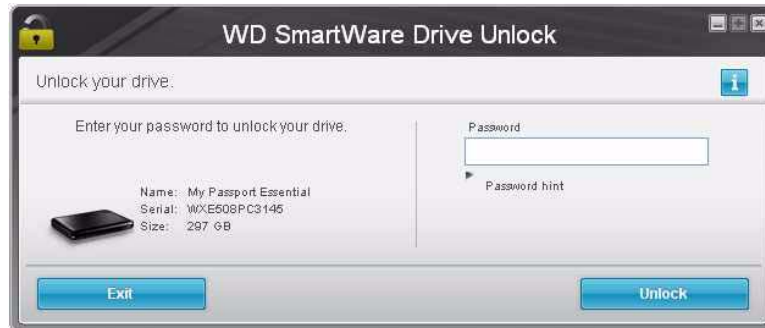 WD SmartWare Drive Unlock
Unlock your drive.
Enter your password to unlock your drive.
Name: My Passport Essential
Serial: WXE508PC3145
Size: 297 GB
Password
Password hint
Exit
Unlock